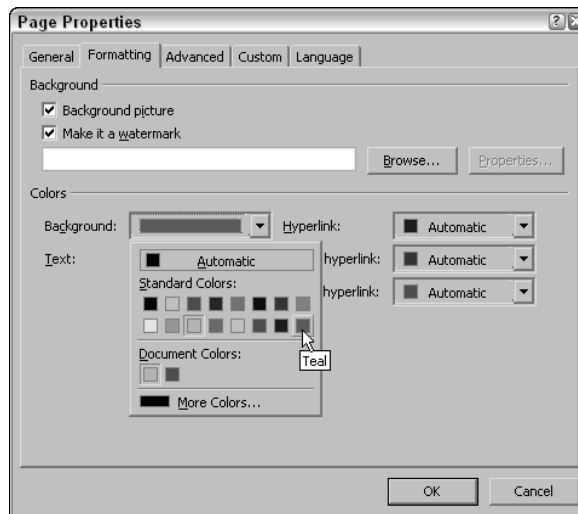 Page Properties
General Formatting Advanced Custom Language
Background
Background picture
Make it a watermark
Browse... Properties...
Colors
Background: Hyperlink: Automatic
Text: Automatic hyperlink: Automatic
Standard Colors:
hyperlink: Automatic
Document Colors:
Teal
More Colors...
OK Cancel